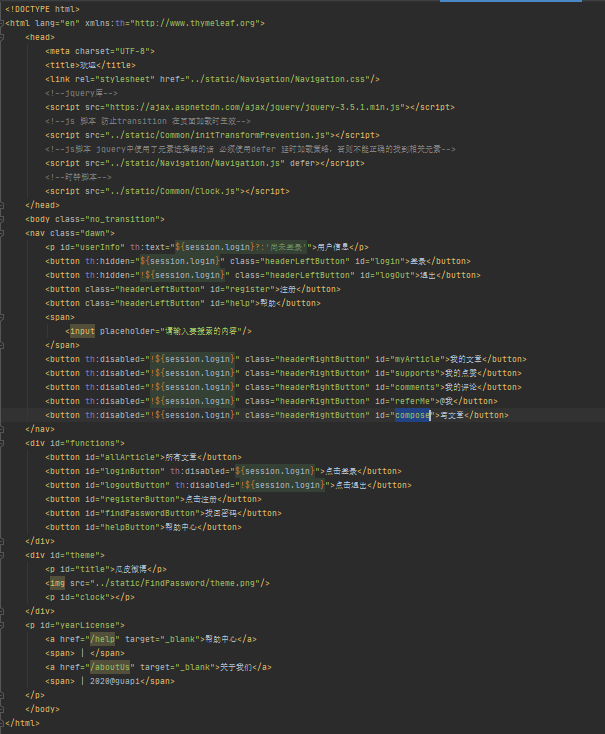 <!DOCTYPE html>
<html lang="en" xmlns:th="http://www.thymeleaf.org">
<head>
<meta charset="UTF-8">
<title>欢迎</title>
<link rel="stylesheet" href="../static/Navigation/Navigation.css"/>
<!--jquery库-->
<script src="https://ajax.aspnetcdn.com/ajax/jquery/jquery-3.5.1.min.js"></script>
<!--js 脚本 防止transition 在页面加载时生效-->
<script src="../static/Common/initTransformPrevention.js"></script>
<!--js脚本 jquery中使用了元素选择器的话 必须使用defer 延时加载策略，否则不能正确的找到相关元素-->
<script src="../static/Navigation/Navigation.js" defer></script>
<!--时钟脚本-->
<script src="../static/Common/Clock.js"></script>
</head>
<body class="no_transition">
<nav class="dawn">
<p id="userInfo" th:text="${session.login}?:'尚未登录'">用户信息</p>
<button th:hidden="${session.login}" class="headerLeftButton" id="login">登录</button>
<button th:hidden="!${session.login}" class="headerLeftButton" id="logOut">退出</button>
<button class="headerLeftButton" id="register">注册</button>
<button class="headerLeftButton" id="help">帮助</button>
<span>
<input placeholder="请输入要搜索的内容"/>
</span>
<button th:disabled="!${session.login}" class="headerRightButton" id="myArticle">我的文章</button>
<button th:disabled="!${session.login}" class="headerRightButton" id="supports">我的点赞</button>
<button th:disabled="!${session.login}" class="headerRightButton" id="comments">我的评论</button>
<button th:disabled="!${session.login}" class="headerRightButton" id="referMe">@我</button>
<button th:disabled="!${session.login}" class="headerRightButton" id="compose">写文章</button>
</nav>
<div id="functions">
<button id="allArticle">所有文章</button>
<button id="loginButton" th:disabled="${session.login}">点击登录</button>
<button id="logoutButton" th:disabled="!${session.login}">点击退出</button>
<button id="registerButton">点击注册</button>
<button id="findPasswordButton">找回密码</button>
<button id="helpButton">帮助中心</button>
</div>
<div id="theme">
<p id="title">瓜皮微博</p>
<img src="../static/FindPassword/theme.png"/>
<p id="clock"></p>
</div>
<p id="yearLicense">
<a href="/help" target="_blank">帮助中心</a>
<span> | </span>
<a href="/aboutUs" target="_blank">关于我们</a>
<span> | 2020@guapi</span>
</p>
</body>
</html>